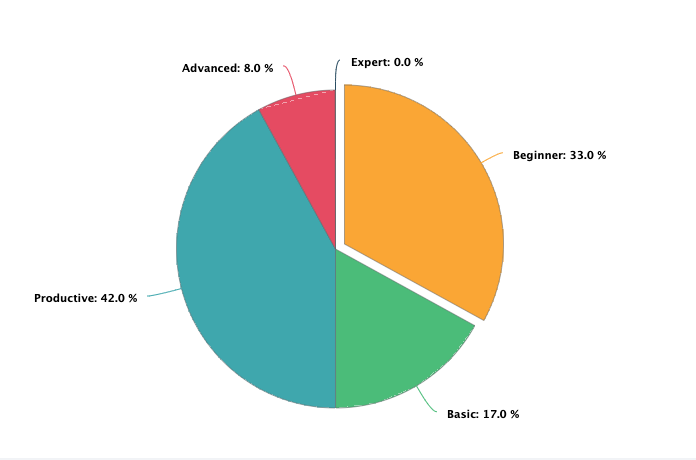 Expert: 0.0 %
Advanced: 8.0 %
Beginner: 33.0 %
Productive: 42.0 %
Basic: 17.0 %